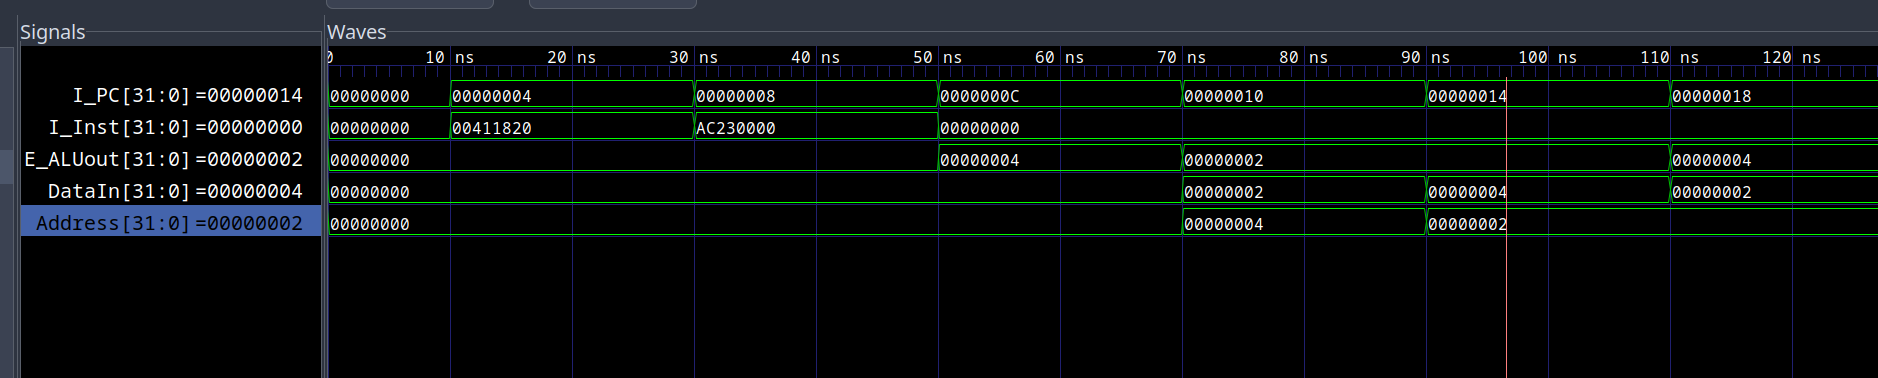 Signals Waves
0 10 ns 20 ns 30 ns 40 ns 50 ns 60 ns 70 ns 80 ns 90 ns 100 ns 110 ns 120 ns
I_PC[31:0]=00000014 00000000 00000004 00000008 0000000C 00000010 00000014 00000018
I_Inst[31:0]=00000000 00000000 00411820 AC230000 00000000
E_ALUout[31:0]=00000002 00000000 00000004 00000002 00000004
DataIn[31:0]=00000004 00000000 00000002 00000004 00000002
Address[31:0]=00000002 00000000 00000004 00000002